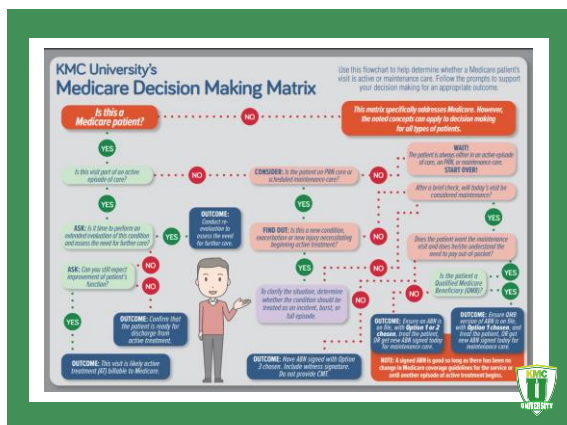 KMC University's
Medicare Decision Making Matrix
Use this flowchart to help determine whether a Medicare patient's
visit is active or maintenance care. Follow the prompts to support
your decision making for an appropriate outcome.
Is this a
Medicare patient?
NO
This matrix specifically addresses Medicare. However,
the noted concepts can apply to decision making
for all types of patients.
YES
Is this visit part of an active
episode of care?
NO
CONSIDER: Is the patient on PRN care or
scheduled maintenance care?
NO
WAIT!
The patient is always either in an active episode
of care, on PRN, or maintenance care.
START OVER!
YES
YES
After a brief check, will today's visit be
considered maintenance?
ASK: Is it time to perform an
extended evaluation of this condition
and assess the need for further care?
YES
OUTCOME:
Conduct re-
evaluation to
assess the need
for further care.
FIND OUT: Is this a new condition,
exacerbation or new injury necessitating
beginning active treatment?
NO
YES
Does the patient want the maintenance
visit and does he/she understand the
need to pay out of pocket?
NO
ASK: Can you still expect
improvement of patient's
function?
NO
YES
Is the patient a
Qualified Medicare
Beneficiary (QMB)?
YES
YES
To clarify the situation, determine
whether the condition should be
treated as an incident, burst, or
full episode.
NO
NO
YES
OUTCOME: Confirm that
the patient is ready for
discharge from
active treatment.
OUTCOME: Ensure an ABN is
on file, with Option 1 or 2
chosen, treat the patient,
OR get new ABN signed today
for maintenance care.
OUTCOME: Ensure QMB
version of ABN is on file,
with Option 1 chosen, and
treat the patient, OR get
new ABN signed today for
maintenance care.
OUTCOME: This visit is likely active
treatment (AT) billable to Medicare.
OUTCOME: Have ABN signed with Option
3 chosen. Include witness signature.
Do not provide CMT.
NOTE: A signed ABN is good so long as there has been no
change in Medicare coverage guidelines for the service or
until another episode of active treatment begins.
KMC
U
UNIVERSITY